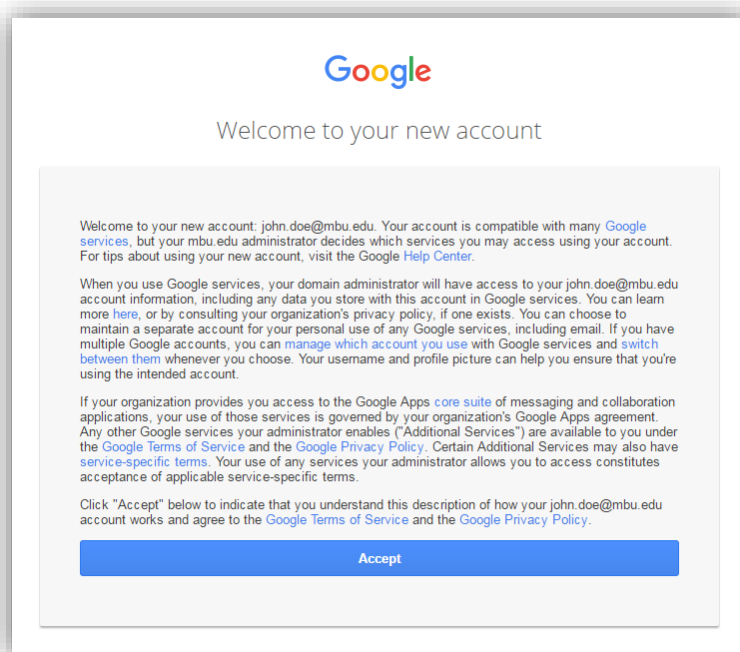 Google
Welcome to your new account
Welcome to your new account: john.doe@mbu.edu. Your account is compatible with many Google
services, but your mbu.edu administrator decides which services you may access using your account.
For tips about using your new account, visit the Google Help Center.
When you use Google services, your domain administrator will have access to your john.doe@mbu.edu
account information, including any data you store with this account in Google services. You can learn
more here, or by consulting your organization's privacy policy, if one exists. You can choose to
maintain a separate account for your personal use of any Google services, including email. If you have
multiple Google accounts, you can manage which account you use with Google services and switch
between them whenever you choose. Your username and profile picture can help you ensure that you're
using the intended account.
If your organization provides you access to the Google Apps core suite of messaging and collaboration
applications, your use of those services is governed by your organization's Google Apps agreement.
Any other Google services your administrator enables ("Additional Services") are available to you under
the Google Terms of Service and the Google Privacy Policy. Certain Additional Services may also have
service-specific terms. Your use of any services your administrator allows you to access constitutes
acceptance of applicable service-specific terms.
Click "Accept" below to indicate that you understand this description of how your john.doe@mbu.edu
account works and agree to the Google Terms of Service and the Google Privacy Policy.
Accept